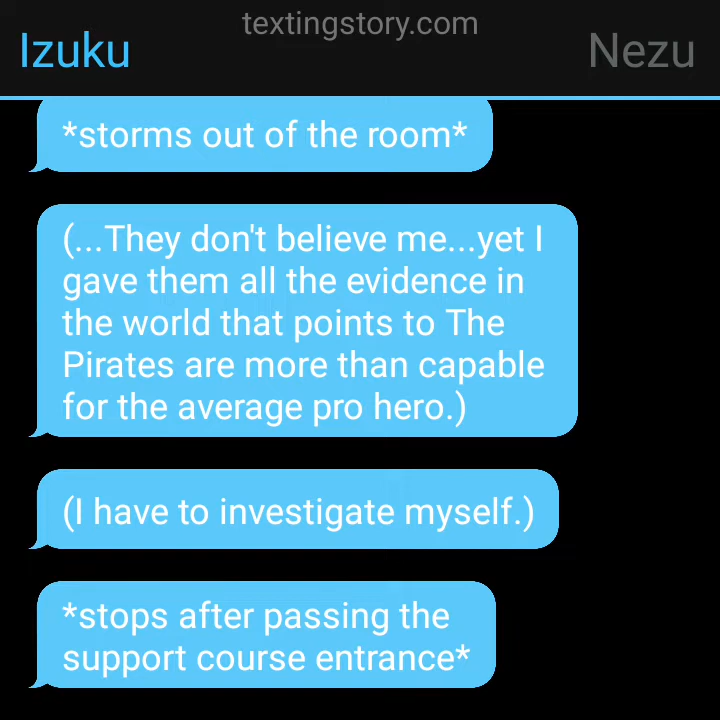 textingstory.com
Izuku
Nezu
*storms out of the room*
(...They don't believe me...yet I
gave them all the evidence in
the world that points to The
Pirates are more than capable
for the average pro hero.)
(I have to investigate myself.)
*stops after passing the
support course entrance*